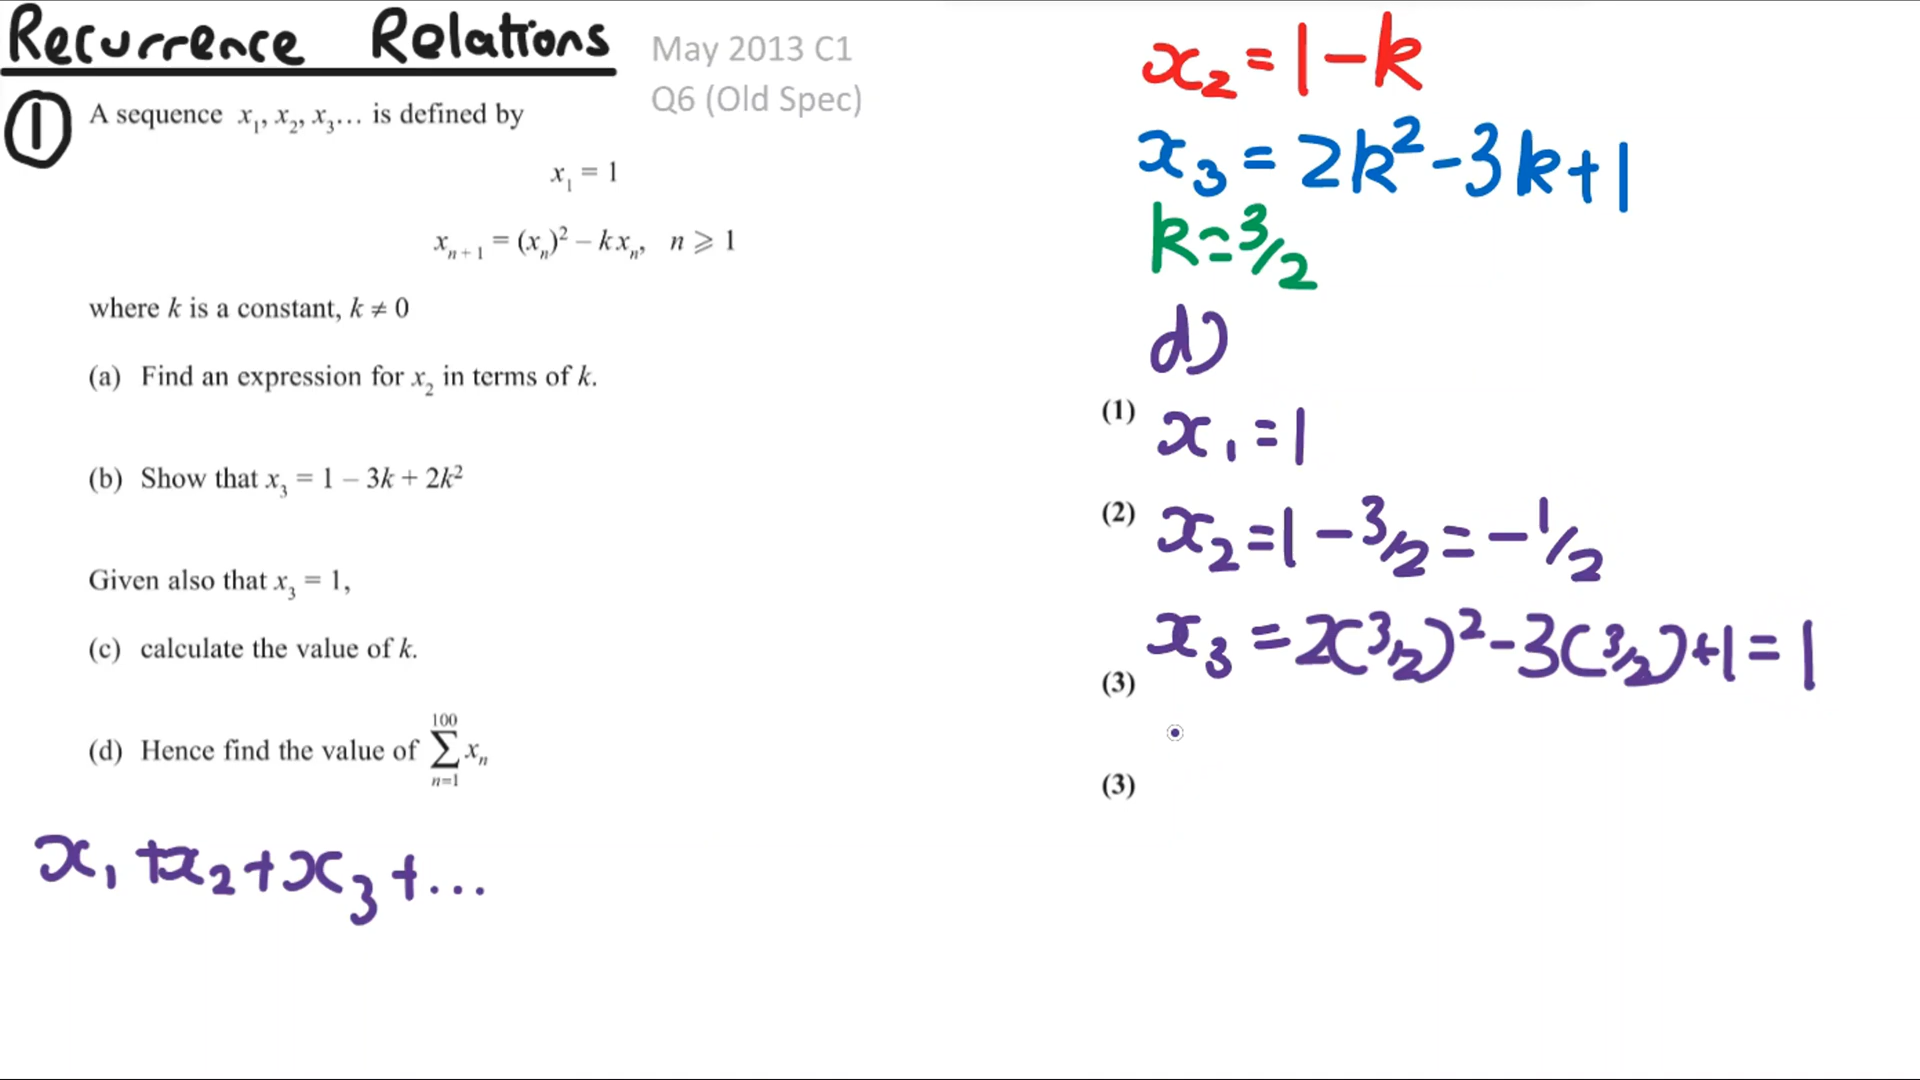 Recurrence Relations
May 2013 C1
Q6 (Old Spec)
① A sequence x₁, x₂, x₃... is defined by
x₁ = 1
xₙ₊₁ = (xₙ)² – kxₙ, n ⩾ 1
where k is a constant, k ≠ 0
(a) Find an expression for x₂ in terms of k.
(1)
(b) Show that x₃ = 1 – 3k + 2k²
(2)
Given also that x₃ = 1,
(c) calculate the value of k.
(3)
(d) Hence find the value of ∑ₙ₌₁¹⁰⁰ xₙ
(3)
x₁ + x₂ + x₃ + ...
x₂ = 1 – k
x₃ = 2k² – 3k + 1
k = 3/2
d)
x₁ = 1
x₂ = 1 – 3/2 = –1/2
x₃ = 2(3/2)² – 3(3/2) + 1 = 1